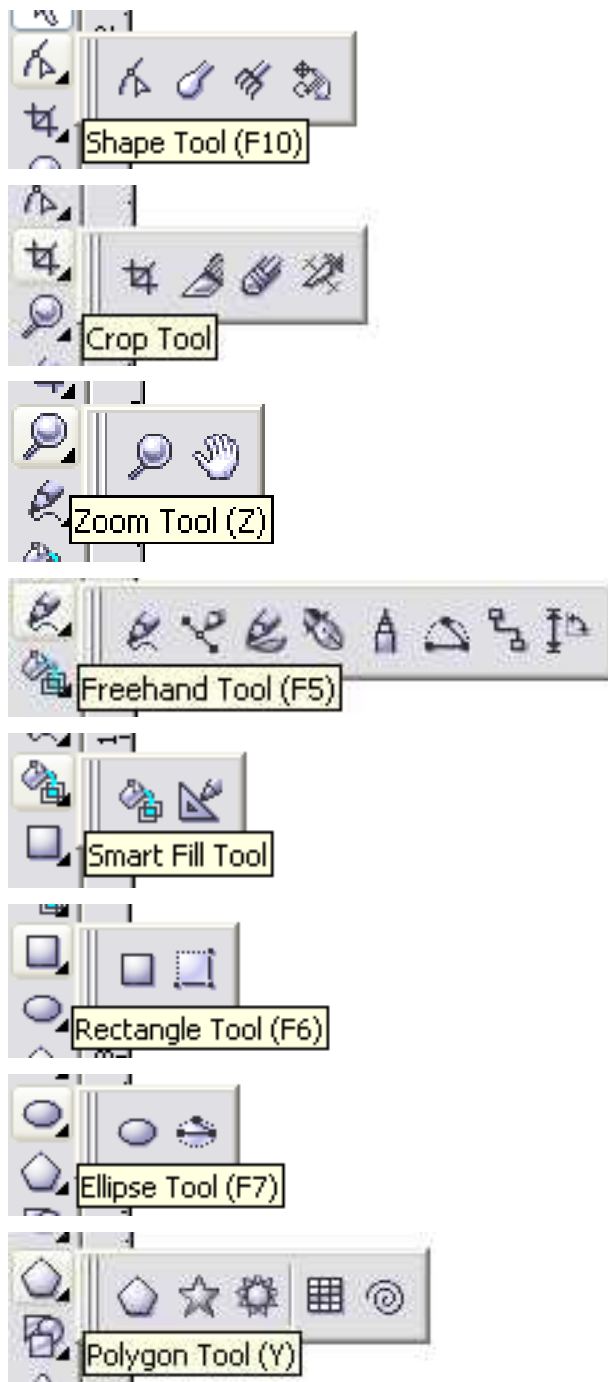 Shape Tool (F10)
Crop Tool
Zoom Tool (Z)
Freehand Tool (F5)
Smart Fill Tool
Rectangle Tool (F6)
Ellipse Tool (F7)
Polygon Tool (Y)